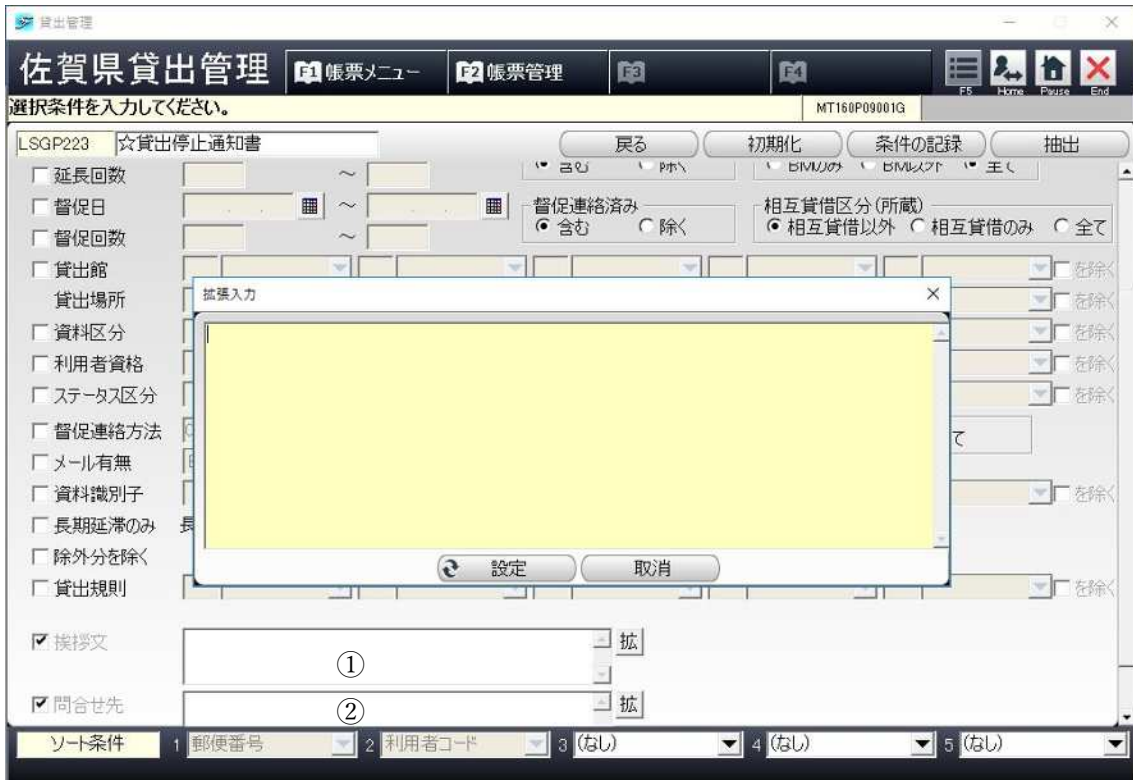 貸出管理
佐賀県貸出管理 F1 帳票メニュー F2 帳票管理 F3 F4 F5 Home Pause End
選択条件を入力してください。 MT160P09001G
LSGP223 ☆貸出停止通知書 戻る 初期化 条件の記録 抽出
延長回数 ～ 含む 除く BMのみ BM以外 全て
督促日 ～ 督促連絡済み 相互貸借区分(所蔵)
含む 除く 相互貸借以外 相互貸借のみ 全て
督促回数 ～
貸出館 を除く
貸出場所 を除く
拡張入力
資料区分 を除く
利用者資格 を除く
ステータス区分 を除く
督促連絡方法 て
メール有無
資料識別子 を除く
長期延滞のみ 長
除外分を除く
設定 取消
貸出規則 を除く
挨拶文 拡
①
問合せ先 拡
②
ソート条件 1 郵便番号 2 利用者コード 3 (なし) 4 (なし) 5 (なし)